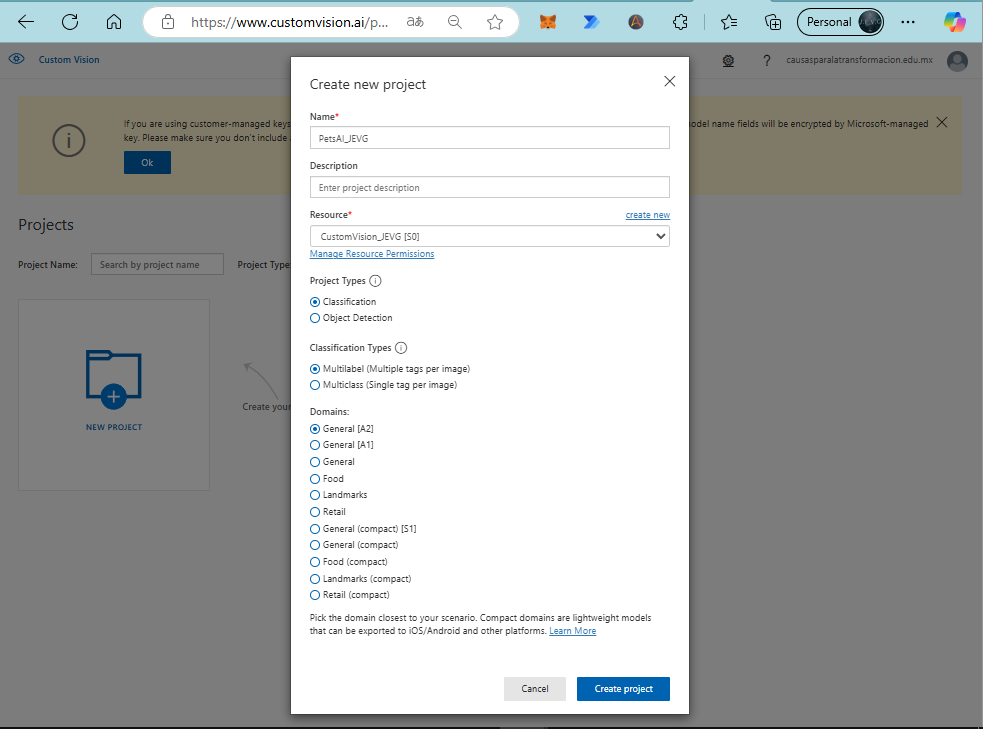 https://www.customvision.ai/p...
aあ
Personal
Custom Vision
?
causasparalatransformacion.edu.mx
If you are using customer-managed keys
odel name fields will be encrypted by Microsoft-managed
key. Please make sure you don't include
Ok
Projects
Project Name:
Search by project name
Project Type:
NEW PROJECT
Create your
Create new project
Name*
PetsAI_JEVG
Description
Enter project description
Resource*
create new
CustomVision_JEVG [S0]
Manage Resource Permissions
Project Types
Classification
Object Detection
Classification Types
Multilabel (Multiple tags per image)
Multiclass (Single tag per image)
Domains:
General [A2]
General [A1]
General
Food
Landmarks
Retail
General (compact) [S1]
General (compact)
Food (compact)
Landmarks (compact)
Retail (compact)
Pick the domain closest to your scenario. Compact domains are lightweight models
that can be exported to iOS/Android and other platforms. Learn More
Cancel
Create project